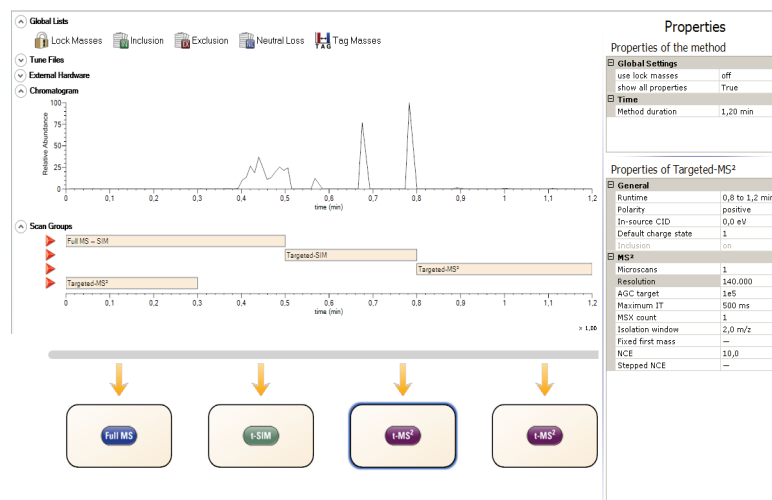 Global Lists
Lock Masses Inclusion Exclusion Neutral Loss TAG Tag Masses
Tune Files
External Hardware
Chromatogram
100
75
50
25
0
Relative Abundance
0 0,1 0,2 0,3 0,4 0,5 0,6 0,7 0,8 0,9 1 1,1 1,2
time (min)
Scan Groups
Full MS – SIM
Targeted-SIM
Targeted-MS²
Targeted-MS²
0 0,1 0,2 0,3 0,4 0,5 0,6 0,7 0,8 0,9 1 1,1 1,2
time (min)
× 1,00
Full MS
t-SIM
t-MS²
t-MS²
Properties
Properties of the method
Global Settings
use lock masses off
show all properties True
Time
Method duration 1,20 min
Properties of Targeted-MS²
General
Runtime 0,8 to 1,2 min
Polarity positive
In-source CID 0,0 eV
Default charge state 1
Inclusion on
MS²
Microscans 1
Resolution 140.000
AGC target 1e5
Maximum IT 500 ms
MSX count 1
Isolation window 2,0 m/z
Fixed first mass —
NCE 10,0
Stepped NCE —